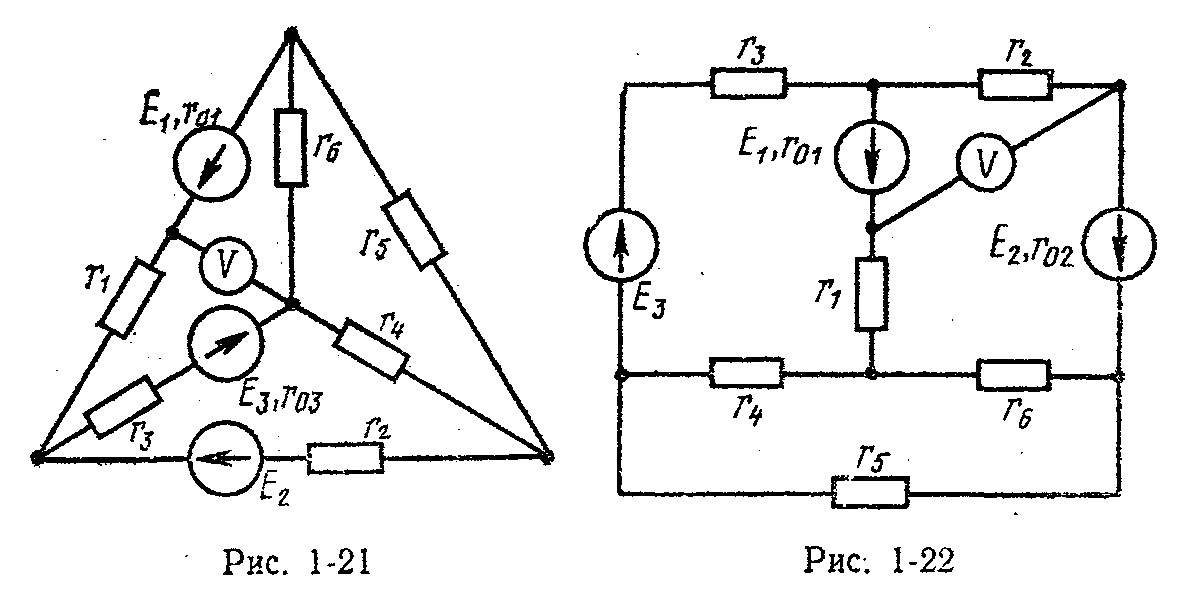 E₁,r₀₁
r₆
r₅
r₁
V
r₄
E₃,r₀₃
r₃
r₂
E₂
Рис. 1-21
r₃
r₂
E₁,r₀₁
V
E₂,r₀₂
E₃
r₁
r₄
r₆
r₅
Рис. 1-22